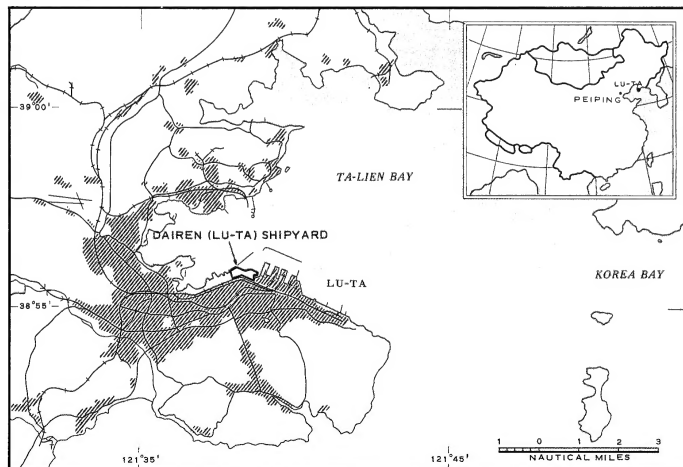 LU-TA
PEIPING
39°00'
TA-LIEN BAY
DAIREN (LU-TA) SHIPYARD
KOREA BAY
LU-TA
38°55'
121°35'
121°45'
1 0 1 2 3
NAUTICAL MILES